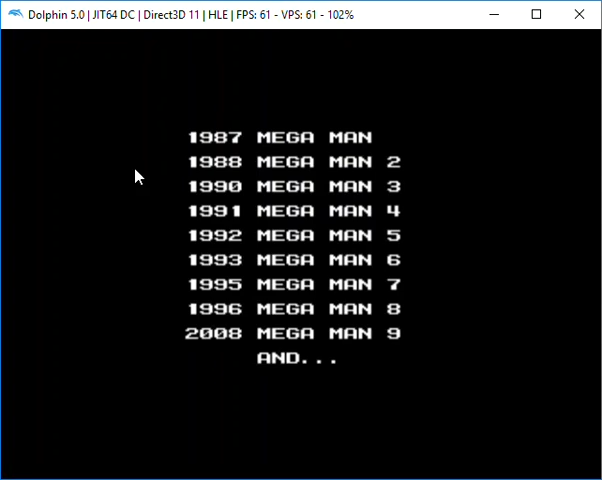 Dolphin 5.0 | JIT64 DC | Direct3D 11 | HLE | FPS: 61 - VPS: 61 - 102%
1987 MEGA MAN
1988 MEGA MAN 2
1990 MEGA MAN 3
1991 MEGA MAN 4
1992 MEGA MAN 5
1993 MEGA MAN 6
1995 MEGA MAN 7
1996 MEGA MAN 8
2008 MEGA MAN 9
AND...